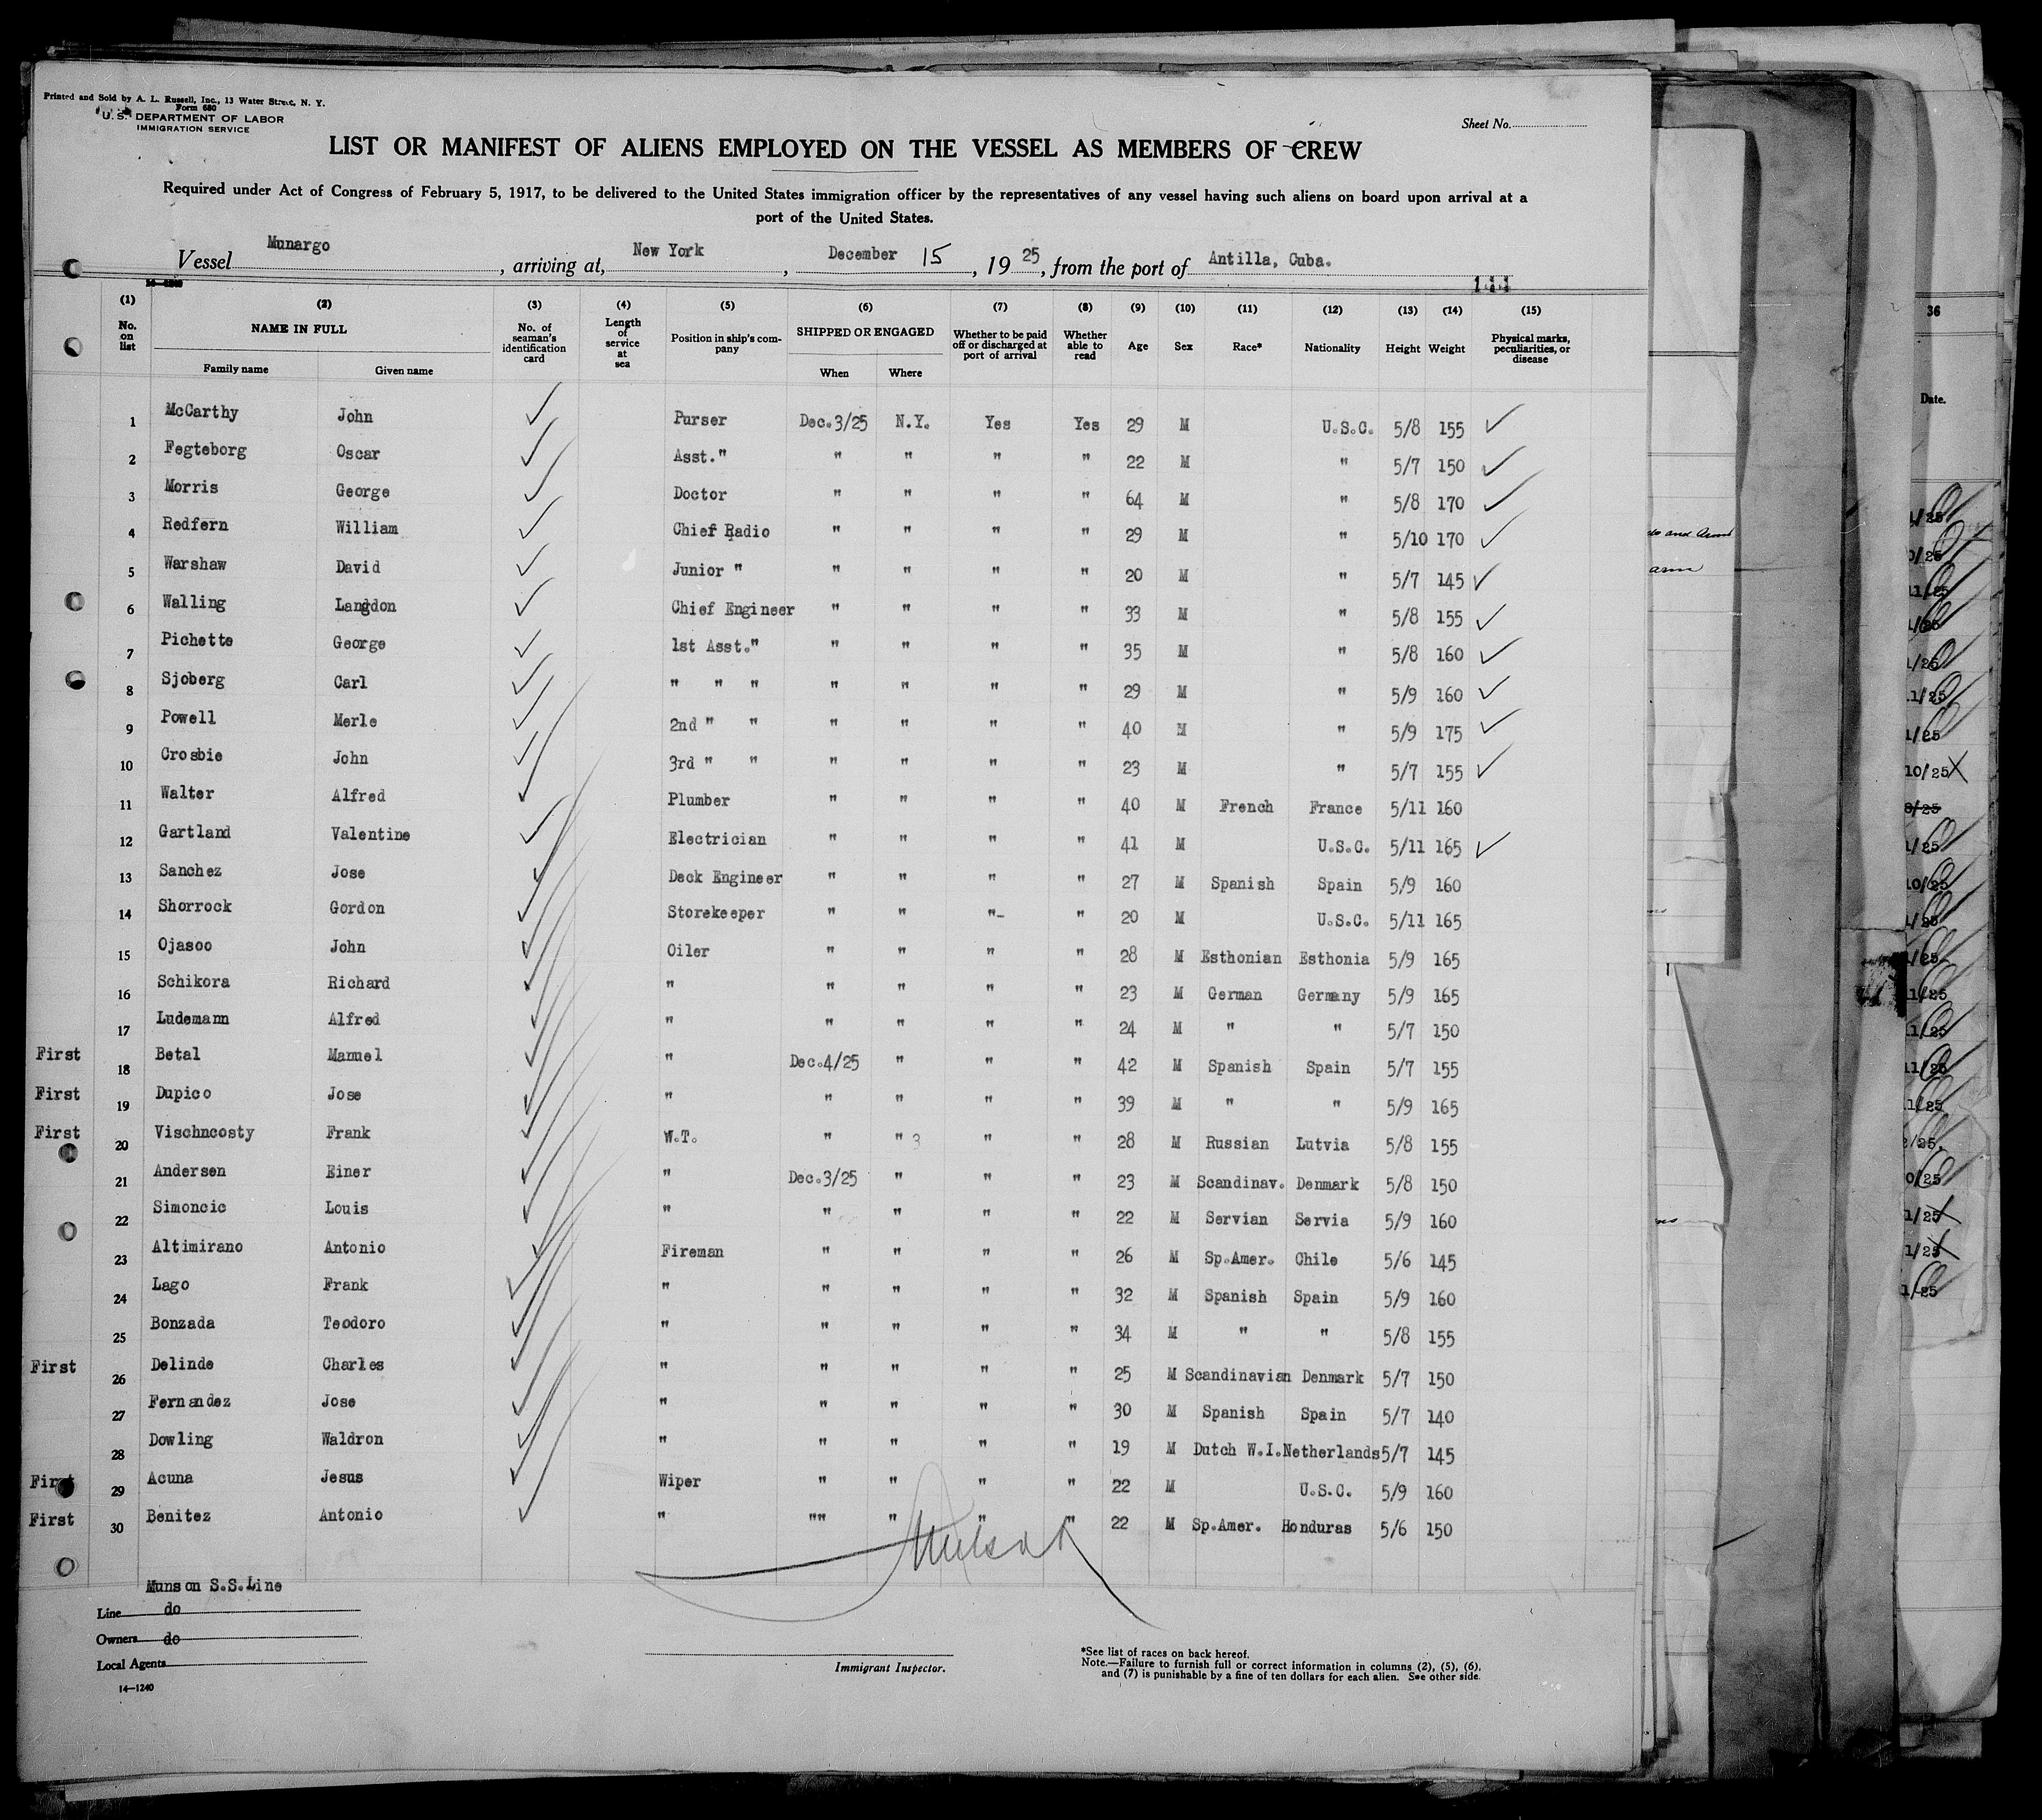 Printed and Sold by A. L. Russell, Inc., 13 Water Street, N. Y.
Form 680
U. S. DEPARTMENT OF LABOR
IMMIGRATION SERVICE
Sheet No.
LIST OR MANIFEST OF ALIENS EMPLOYED ON THE VESSEL AS MEMBERS OF CREW
Required under Act of Congress of February 5, 1917, to be delivered to the United States immigration officer by the representatives of any vessel having such aliens on board upon arrival at a
port of the United States.
Vessel Munargo, arriving at, New York, December 15, 1925, from the port of Antilla, Cuba.
144
(1) (2) (3) (4) (5) (6) (7) (8) (9) (10) (11) (12) (13) (14) (15)
No. on list NAME IN FULL Family name Given name No. of seaman's identification card Length of service at sea Position in ship's company SHIPPED OR ENGAGED When Where Whether to be paid off or discharged at port of arrival Whether able to read Age Sex Race* Nationality Height Weight Physical marks, peculiarities, or disease
1 McCarthy John ✓ Purser Dec.3/25 N.Y. Yes Yes 29 M U.S.C. 5/8 155 ✓
2 Fegteborg Oscar ✓ Asst." " " " " 22 M " 5/7 150 ✓
3 Morris George ✓ Doctor " " " " 64 M " 5/8 170 ✓
4 Redfern William ✓ Chief Radio " " " " 29 M " 5/10 170 ✓
5 Warshaw David ✓ Junior " " " " " 20 M " 5/7 145 ✓
6 Walling Langdon ✓ Chief Engineer " " " " 33 M " 5/8 155 ✓
7 Pichette George ✓ 1st Asst." " " " " 35 M " 5/8 160 ✓
8 Sjoberg Carl ✓ " " " " " " " 29 M " 5/9 160 ✓
9 Powell Merle ✓ 2nd " " " " " " 40 M " 5/9 175 ✓
10 Crosbie John ✓ 3rd " " " " " " 23 M " 5/7 155 ✓
11 Walter Alfred ✓ Plumber " " " " 40 M French France 5/11 160
12 Gartland Valentine ✓ Electrician " " " " 41 M U.S.C. 5/11 165 ✓
13 Sanchez Jose ✓ Deck Engineer " " " " 27 M Spanish Spain 5/9 160
14 Shorrock Gordon ✓ Storekeeper " " "- " 20 M U.S.C. 5/11 165
15 Ojasoo John ✓ Oiler " " " " 28 M Esthonian Esthonia 5/9 165
16 Schikora Richard ✓ " " " " " 23 M German Germany 5/9 165
17 Ludemann Alfred ✓ " " " " " 24 M " " 5/7 150
First 18 Betal Manuel ✓ " Dec.4/25 " " " 42 M Spanish Spain 5/7 155
First 19 Dupico Jose ✓ " " " " " 39 M " " 5/9 165
First 20 Vischncosty Frank ✓ W.T. " " 3 " " 28 M Russian Lutvia 5/8 155
21 Andersen Einer ✓ " Dec.3/25 " " " 23 M Scandinav. Denmark 5/8 150
22 Simoncic Louis ✓ " " " " " 22 M Servian Servia 5/9 160
23 Altimirano Antonio ✓ Fireman " " " " 26 M Sp.Amer. Chile 5/6 145
24 Lago Frank ✓ " " " " " 32 M Spanish Spain 5/9 160
25 Bonzada Teodoro ✓ " " " " " 34 M " " 5/8 155
First 26 Delinde Charles ✓ " " " " " 25 M Scandinavian Denmark 5/7 150
27 Fernandez Jose ✓ " " " " " 30 M Spanish Spain 5/7 140
28 Dowling Waldron ✓ " " " " " 19 M Dutch W.I. Netherlands 5/7 145
First 29 Acuna Jesus ✓ Wiper " " " " 22 M U.S.C. 5/9 160
First 30 Benitez Antonio ✓ " "" " " " 22 M Sp.Amer. Honduras 5/6 150
Munson S.S.Line
Line do
Owners do
Local Agents
14—1240
Immigrant Inspector.
*See list of races on back hereof.
Note.—Failure to furnish full or correct information in columns (2), (5), (6),
and (7) is punishable by a fine of ten dollars for each alien. See other side.
36
Date.